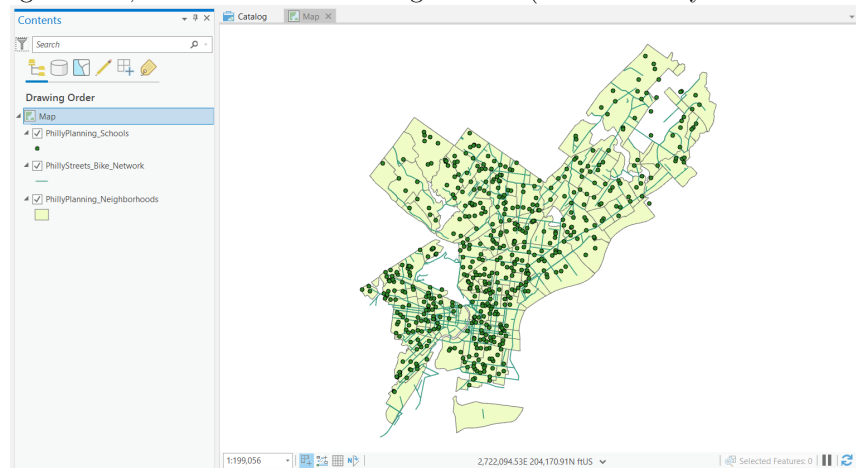 Contents
Catalog
Map
Search
Drawing Order
Map
PhillyPlanning_Schools
PhillyStreets_Bike_Network
PhillyPlanning_Neighborhoods
1:199,056
2,722,094.53E 204,170.91N ftUS
Selected Features: 0